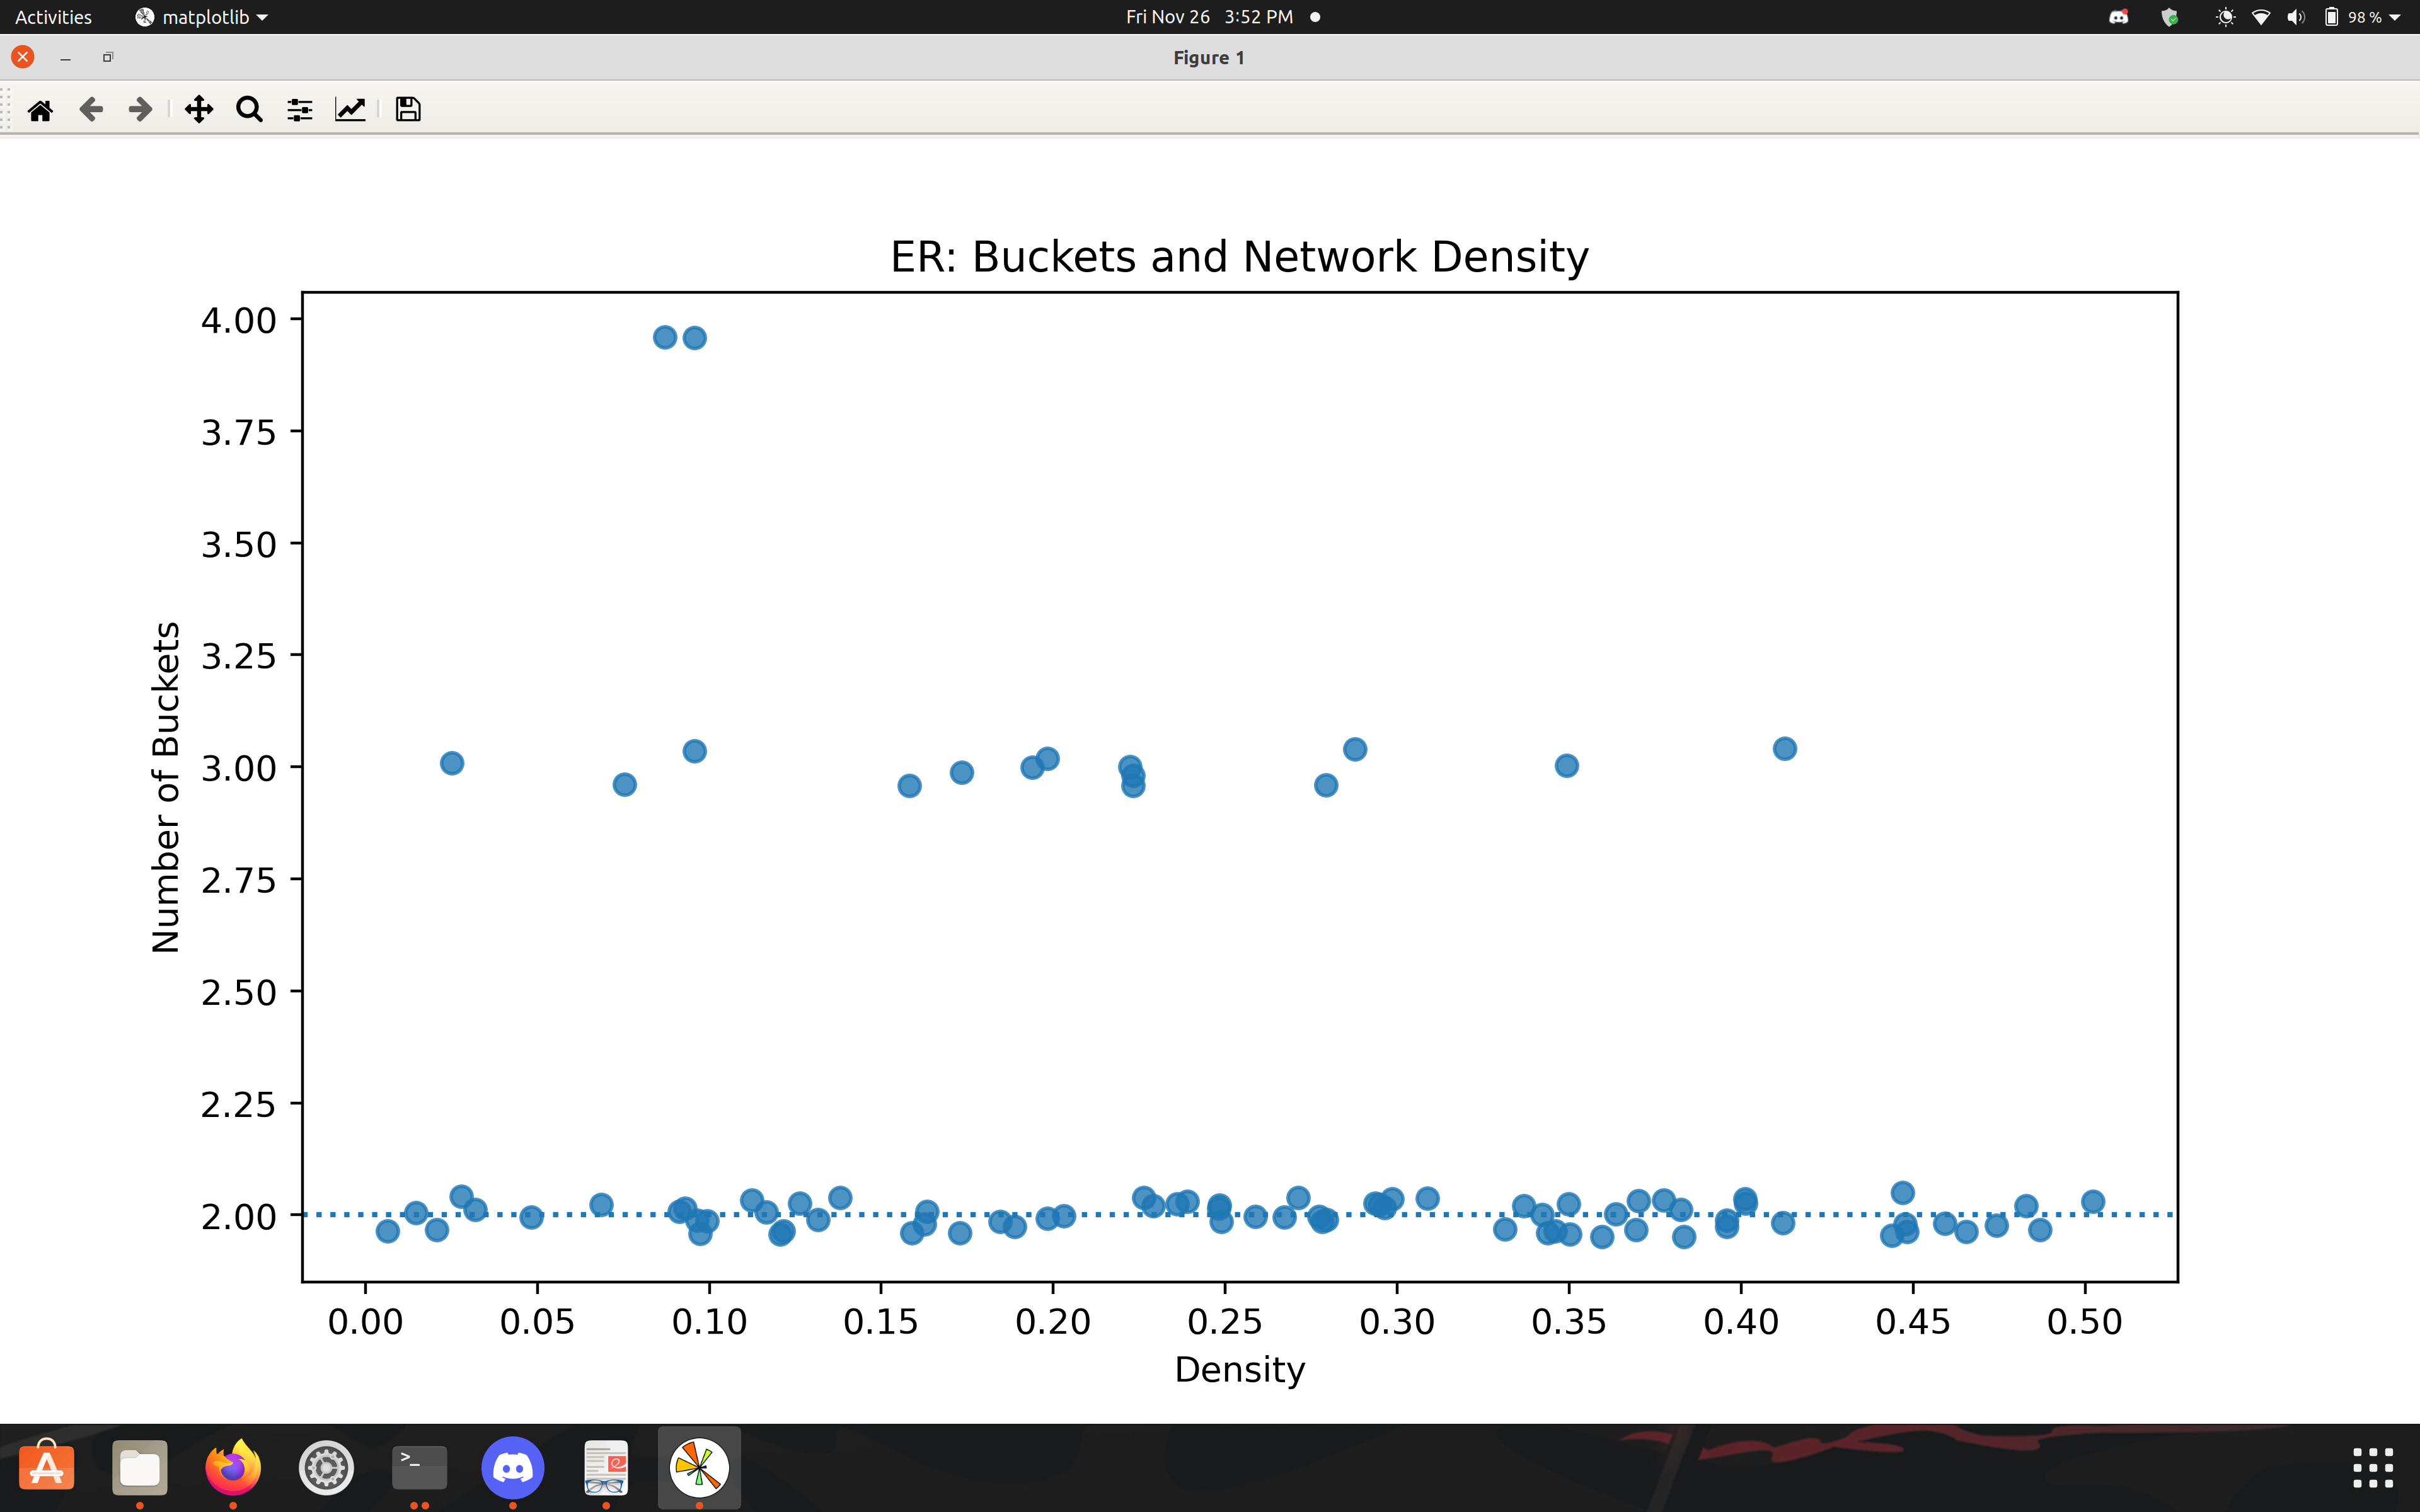 Activities
matplotlib
Fri Nov 26 3:52 PM
98 %
Figure 1
ER: Buckets and Network Density
4.00
3.75
3.50
3.25
3.00
2.75
2.50
2.25
2.00
Number of Buckets
0.00 0.05 0.10 0.15 0.20 0.25 0.30 0.35 0.40 0.45 0.50
Density
>_